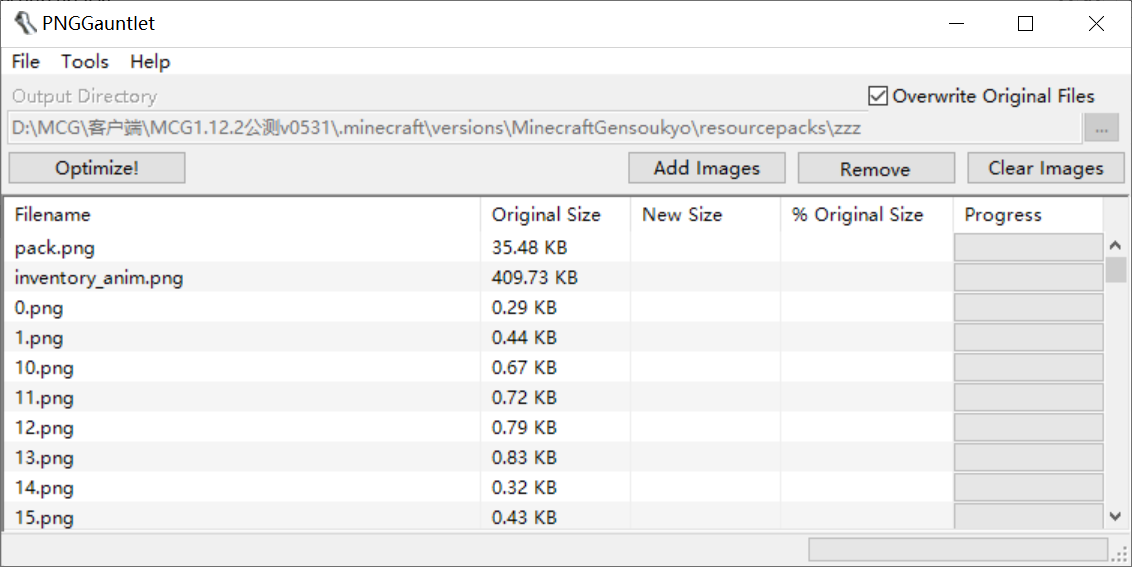 PNGGauntlet
File Tools Help
Output Directory
Overwrite Original Files
D:\MCG\客户端\MCG1.12.2公测v0531\.minecraft\versions\MinecraftGensoukyo\resourcepacks\zzz ...
Optimize! Add Images Remove Clear Images
Filename Original Size New Size % Original Size Progress
pack.png 35.48 KB
inventory_anim.png 409.73 KB
0.png 0.29 KB
1.png 0.44 KB
10.png 0.67 KB
11.png 0.72 KB
12.png 0.79 KB
13.png 0.83 KB
14.png 0.32 KB
15.png 0.43 KB